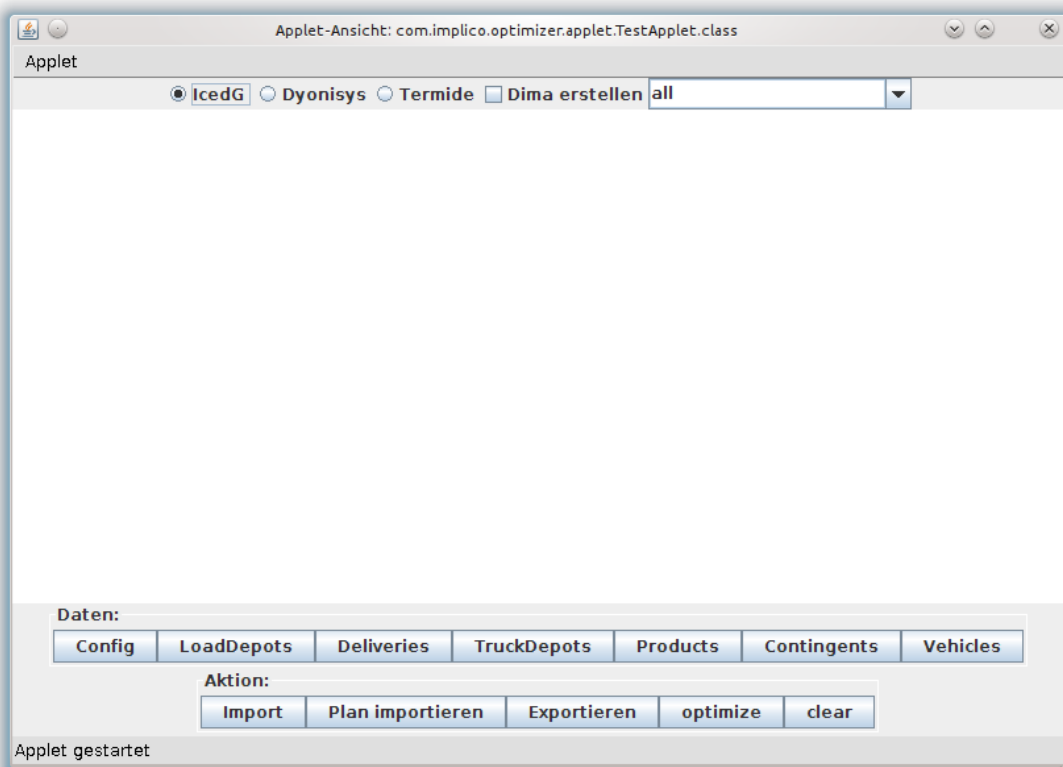 Applet-Ansicht: com.implico.optimizer.applet.TestApplet.class
Applet
IcedG Dyonisys Termide Dima erstellen all
Daten:
Config LoadDepots Deliveries TruckDepots Products Contingents Vehicles
Aktion:
Import Plan importieren Exportieren optimize clear
Applet gestartet